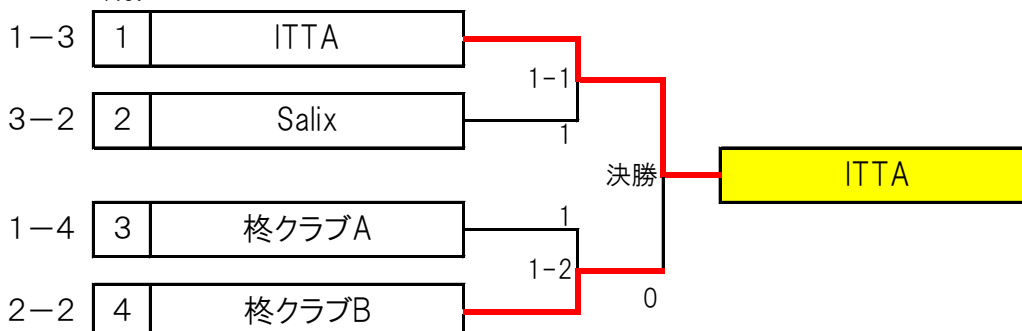 1－3 1 ITTA
1-1
3－2 2 Salix
1
決勝 ITTA
1－4 3 柊クラブA
1
1-2
2－2 4 柊クラブB
0